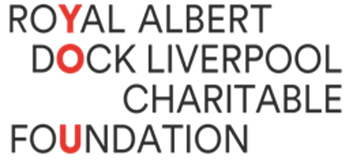 ROYAL ALBERT
DOCK LIVERPOOL
CHARITABLE
FOUNDATION